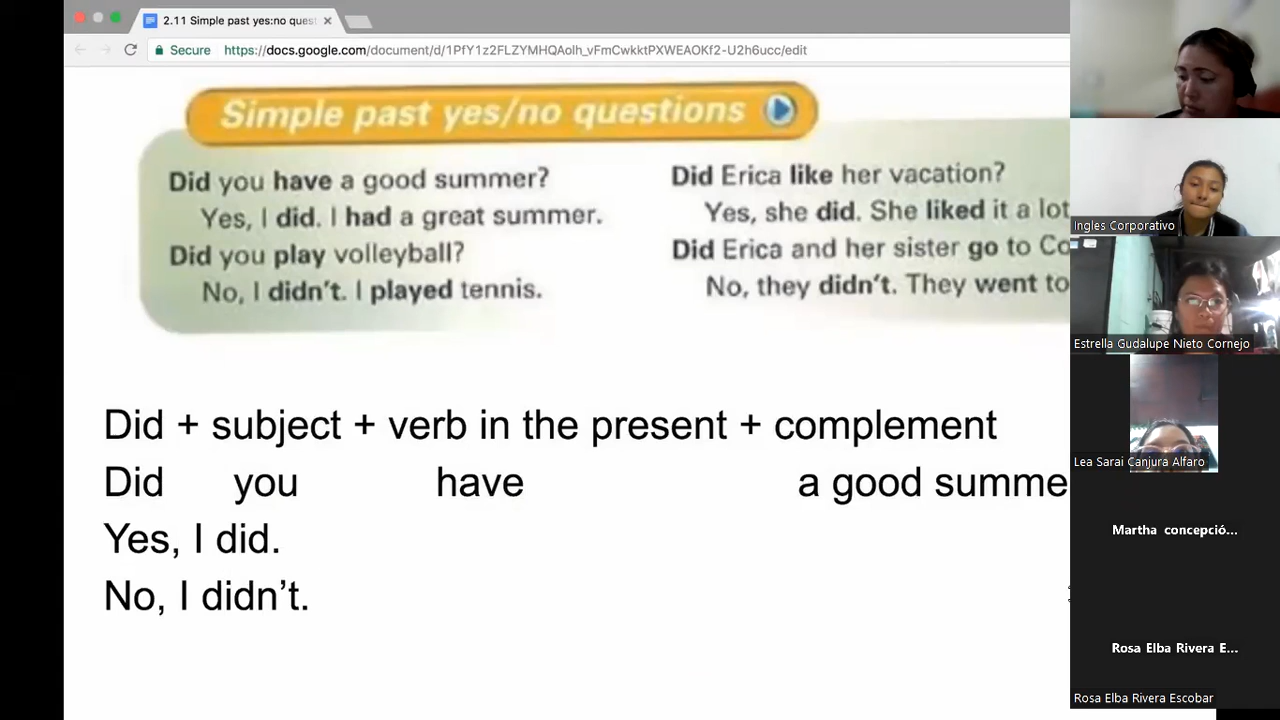 2.11 Simple past yes:no quest
Secure
https://docs.google.com/document/d/1PfY1z2FLZYMHQAolh_vFmCwkktPXWEAOKf2-U2h6ucc/edit
Simple past yes/no questions
Did you have a good summer?
Yes, I did. I had a great summer.
Did you play volleyball?
No, I didn't. I played tennis.
Did Erica like her vacation?
Yes, she did. She liked it a lot
Did Erica and her sister go to Co
No, they didn't. They went to
Did + subject + verb in the present + complement
Did you have a good summe
Yes, I did.
No, I didn't.
Ingles Corporativo
Estrella Gudalupe Nieto Cornejo
Lea Sarai Canjura Alfaro
Martha concepció...
Rosa Elba Rivera E...
Rosa Elba Rivera Escobar